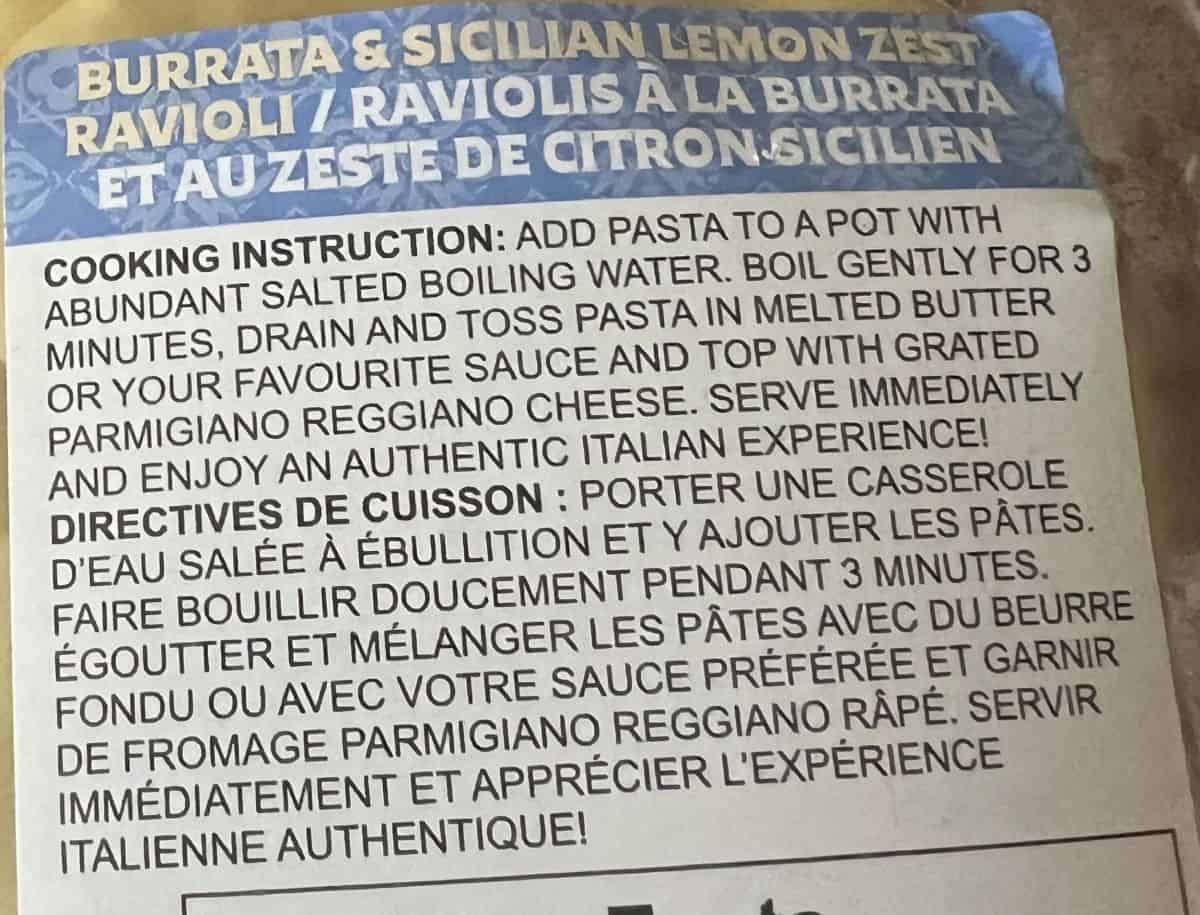 BURRATA & SICILIAN LEMON ZEST
RAVIOLI / RAVIOLIS À LA BURRATA
ET AU ZESTE DE CITRON SICILIEN
COOKING INSTRUCTION: ADD PASTA TO A POT WITH
ABUNDANT SALTED BOILING WATER. BOIL GENTLY FOR 3
MINUTES, DRAIN AND TOSS PASTA IN MELTED BUTTER
OR YOUR FAVOURITE SAUCE AND TOP WITH GRATED
PARMIGIANO REGGIANO CHEESE. SERVE IMMEDIATELY
AND ENJOY AN AUTHENTIC ITALIAN EXPERIENCE!
DIRECTIVES DE CUISSON : PORTER UNE CASSEROLE
D'EAU SALÉE À ÉBULLITION ET Y AJOUTER LES PÂTES.
FAIRE BOUILLIR DOUCEMENT PENDANT 3 MINUTES.
ÉGOUTTER ET MÉLANGER LES PÂTES AVEC DU BEURRE
FONDU OU AVEC VOTRE SAUCE PRÉFÉRÉE ET GARNIR
DE FROMAGE PARMIGIANO REGGIANO RÂPÉ. SERVIR
IMMÉDIATEMENT ET APPRÉCIER L'EXPÉRIENCE
ITALIENNE AUTHENTIQUE!